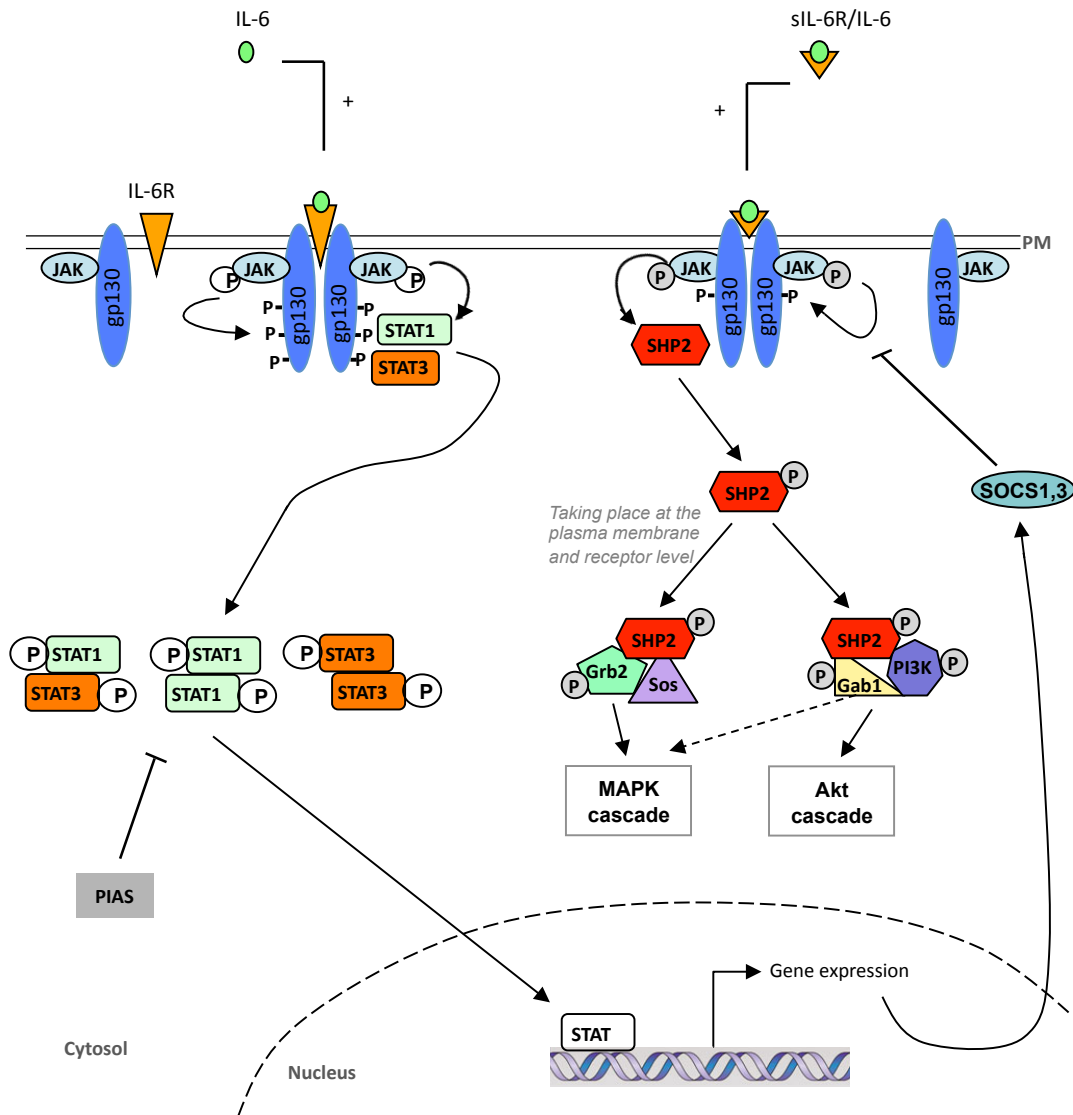 IL-6
sIL-6R/IL-6
+
+
IL-6R
PM
JAK
gp130
P
JAK
gp130
gp130
JAK
P
P
P
P
P
P
P
STAT1
STAT3
P
JAK
gp130
gp130
JAK
P
P
P
SHP2
gp130
JAK
SHP2
P
SOCS1,3
Taking place at the
plasma membrane
and receptor level
P
STAT1
STAT3
P
P
STAT1
STAT1
P
P
STAT3
STAT3
P
SHP2
P
P
Grb2
Sos
SHP2
P
P
Gab1
PI3K
P
MAPK
cascade
Akt
cascade
PIAS
Gene expression
STAT
Cytosol
Nucleus